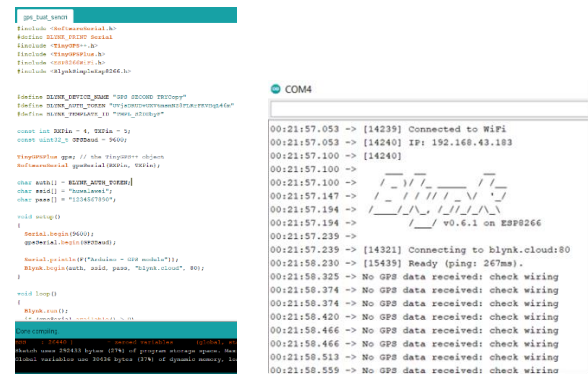 gps_built_serial
#include <SoftwareSerial.h>
#define BLYNK_PRINT Serial
#include <TinyGPS++.h>
#include <TinyGPSPlus.h>
#include <ESP8266WiFi.h>
#include <BlynkSimpleEsp8266.h>
#define BLYNK_DEVICE_NAME "GPS SECOND TRYCopy"
#define BLYNK_AUTH_TOKEN
#define BLYNK_TEMPLATE_ID
const int RXPin = 4, TXPin = 5;
const uint32_t GPSBaud = 9600;
TinyGPSPlus gps; // the TinyGPS++ object
SoftwareSerial gpsSerial(RXPin, TXPin);
char auth[] = BLYNK_AUTH_TOKEN;
char ssid[] = "huwalawei";
char pass[] = "1234567890";
void setup()
{
Serial.begin(9600);
gpsSerial.begin(GPSBaud);
Serial.println(F("Arduino - GPS module"));
Blynk.begin(auth, ssid, pass, "blynk.cloud", 80);
}
void loop()
{
Blynk.run();
Done compiling.
Sketch uses 292433 bytes (27%) of program storage space. Max
Global variables use 30436 bytes (37%) of dynamic memory, le
COM4
00:21:57.053 -> [14239] Connected to WiFi
00:21:57.053 -> [14240] IP: 192.168.43.183
00:21:57.100 -> [14240]
00:21:57.100 ->
00:21:57.100 ->
00:21:57.147 ->
00:21:57.194 ->
00:21:57.194 -> v0.6.1 on ESP8266
00:21:57.239 ->
00:21:57.239 -> [14321] Connecting to blynk.cloud:80
00:21:58.230 -> [15439] Ready (ping: 267ms).
00:21:58.325 -> No GPS data received: check wiring
00:21:58.374 -> No GPS data received: check wiring
00:21:58.374 -> No GPS data received: check wiring
00:21:58.420 -> No GPS data received: check wiring
00:21:58.466 -> No GPS data received: check wiring
00:21:58.466 -> No GPS data received: check wiring
00:21:58.513 -> No GPS data received: check wiring
00:21:58.559 -> No GPS data received: check wiring